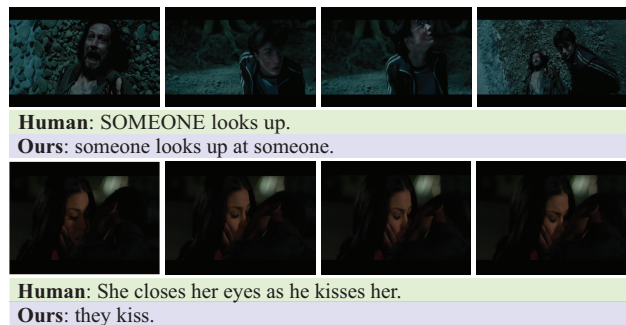 Human: SOMEONE looks up.
Ours: someone looks up at someone.
Human: She closes her eyes as he kisses her.
Ours: they kiss.